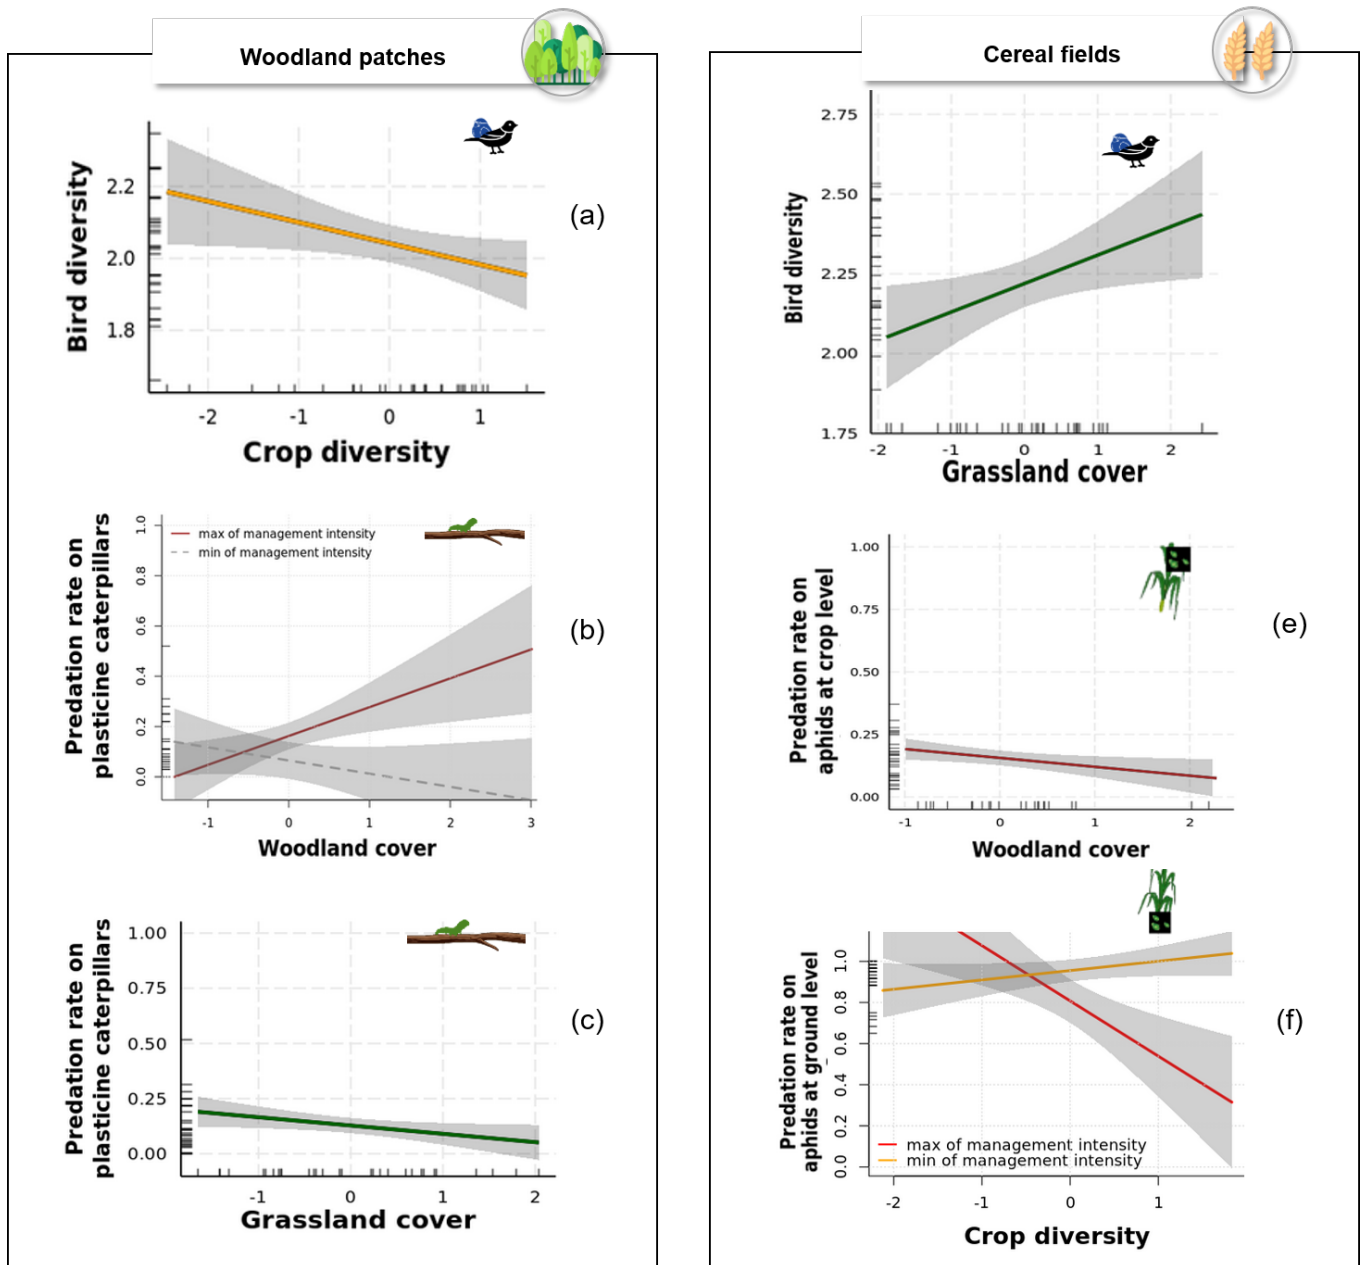 Woodland patches
Bird diversity
2.2
2.0
1.8
-2 -1 0 1
Crop diversity
(a)
Predation rate on
plasticine caterpillars
1.0
0.8
0.6
0.4
0.2
0.0
max of management intensity
min of management intensity
-1 0 1 2 3
Woodland cover
(b)
Predation rate on
plasticine caterpillars
1.00
0.75
0.50
0.25
0.00
-1 0 1 2
Grassland cover
(c)
Cereal fields
Bird diversity
2.75
2.50
2.25
2.00
1.75
-2 -1 0 1 2
Grassland cover
Predation rate on
aphids at crop level
1.00
0.75
0.50
0.25
0.00
-1 0 1 2
Woodland cover
(e)
Predation rate on
aphids at ground level
1.0
0.8
0.6
0.4
0.2
0.0
max of management intensity
min of management intensity
-2 -1 0 1
Crop diversity
(f)